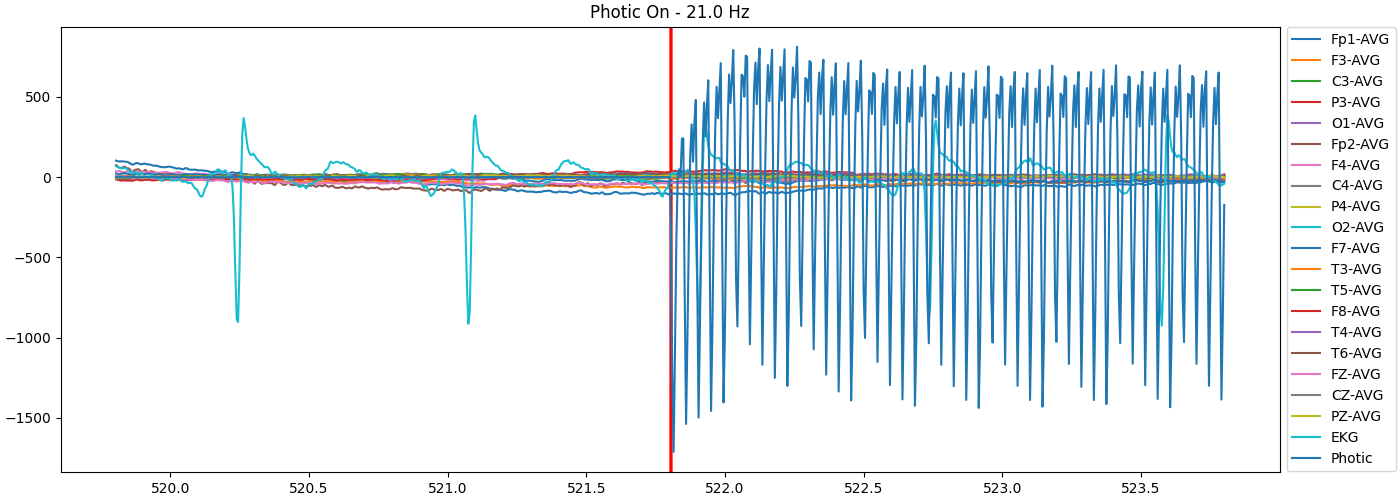 Photic On - 21.0 Hz
500
0
−500
−1000
−1500
520.0 520.5 521.0 521.5 522.0 522.5 523.0 523.5
Fp1-AVG
F3-AVG
C3-AVG
P3-AVG
O1-AVG
Fp2-AVG
F4-AVG
C4-AVG
P4-AVG
O2-AVG
F7-AVG
T3-AVG
T5-AVG
F8-AVG
T4-AVG
T6-AVG
FZ-AVG
CZ-AVG
PZ-AVG
EKG
Photic